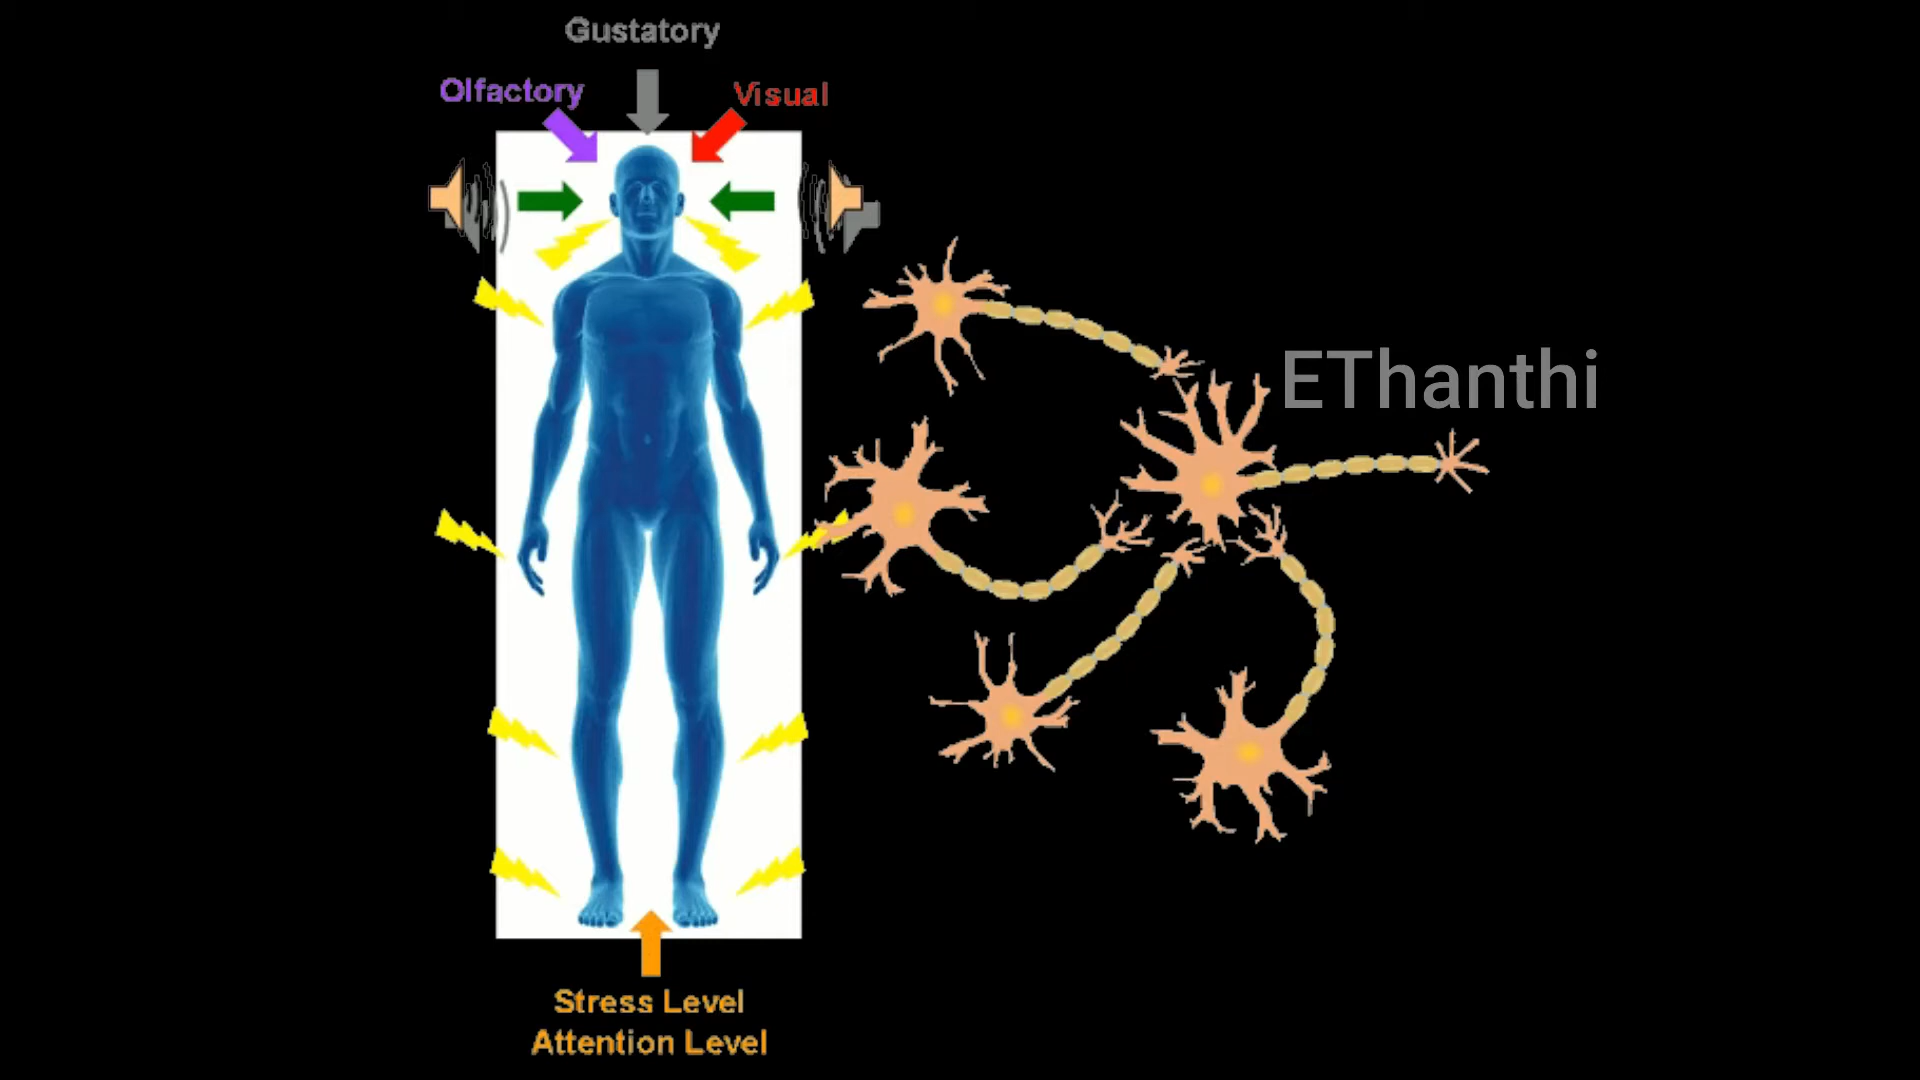 Gustatory
Olfactory
Visual
EThanthi
Stress Level
Attention Level